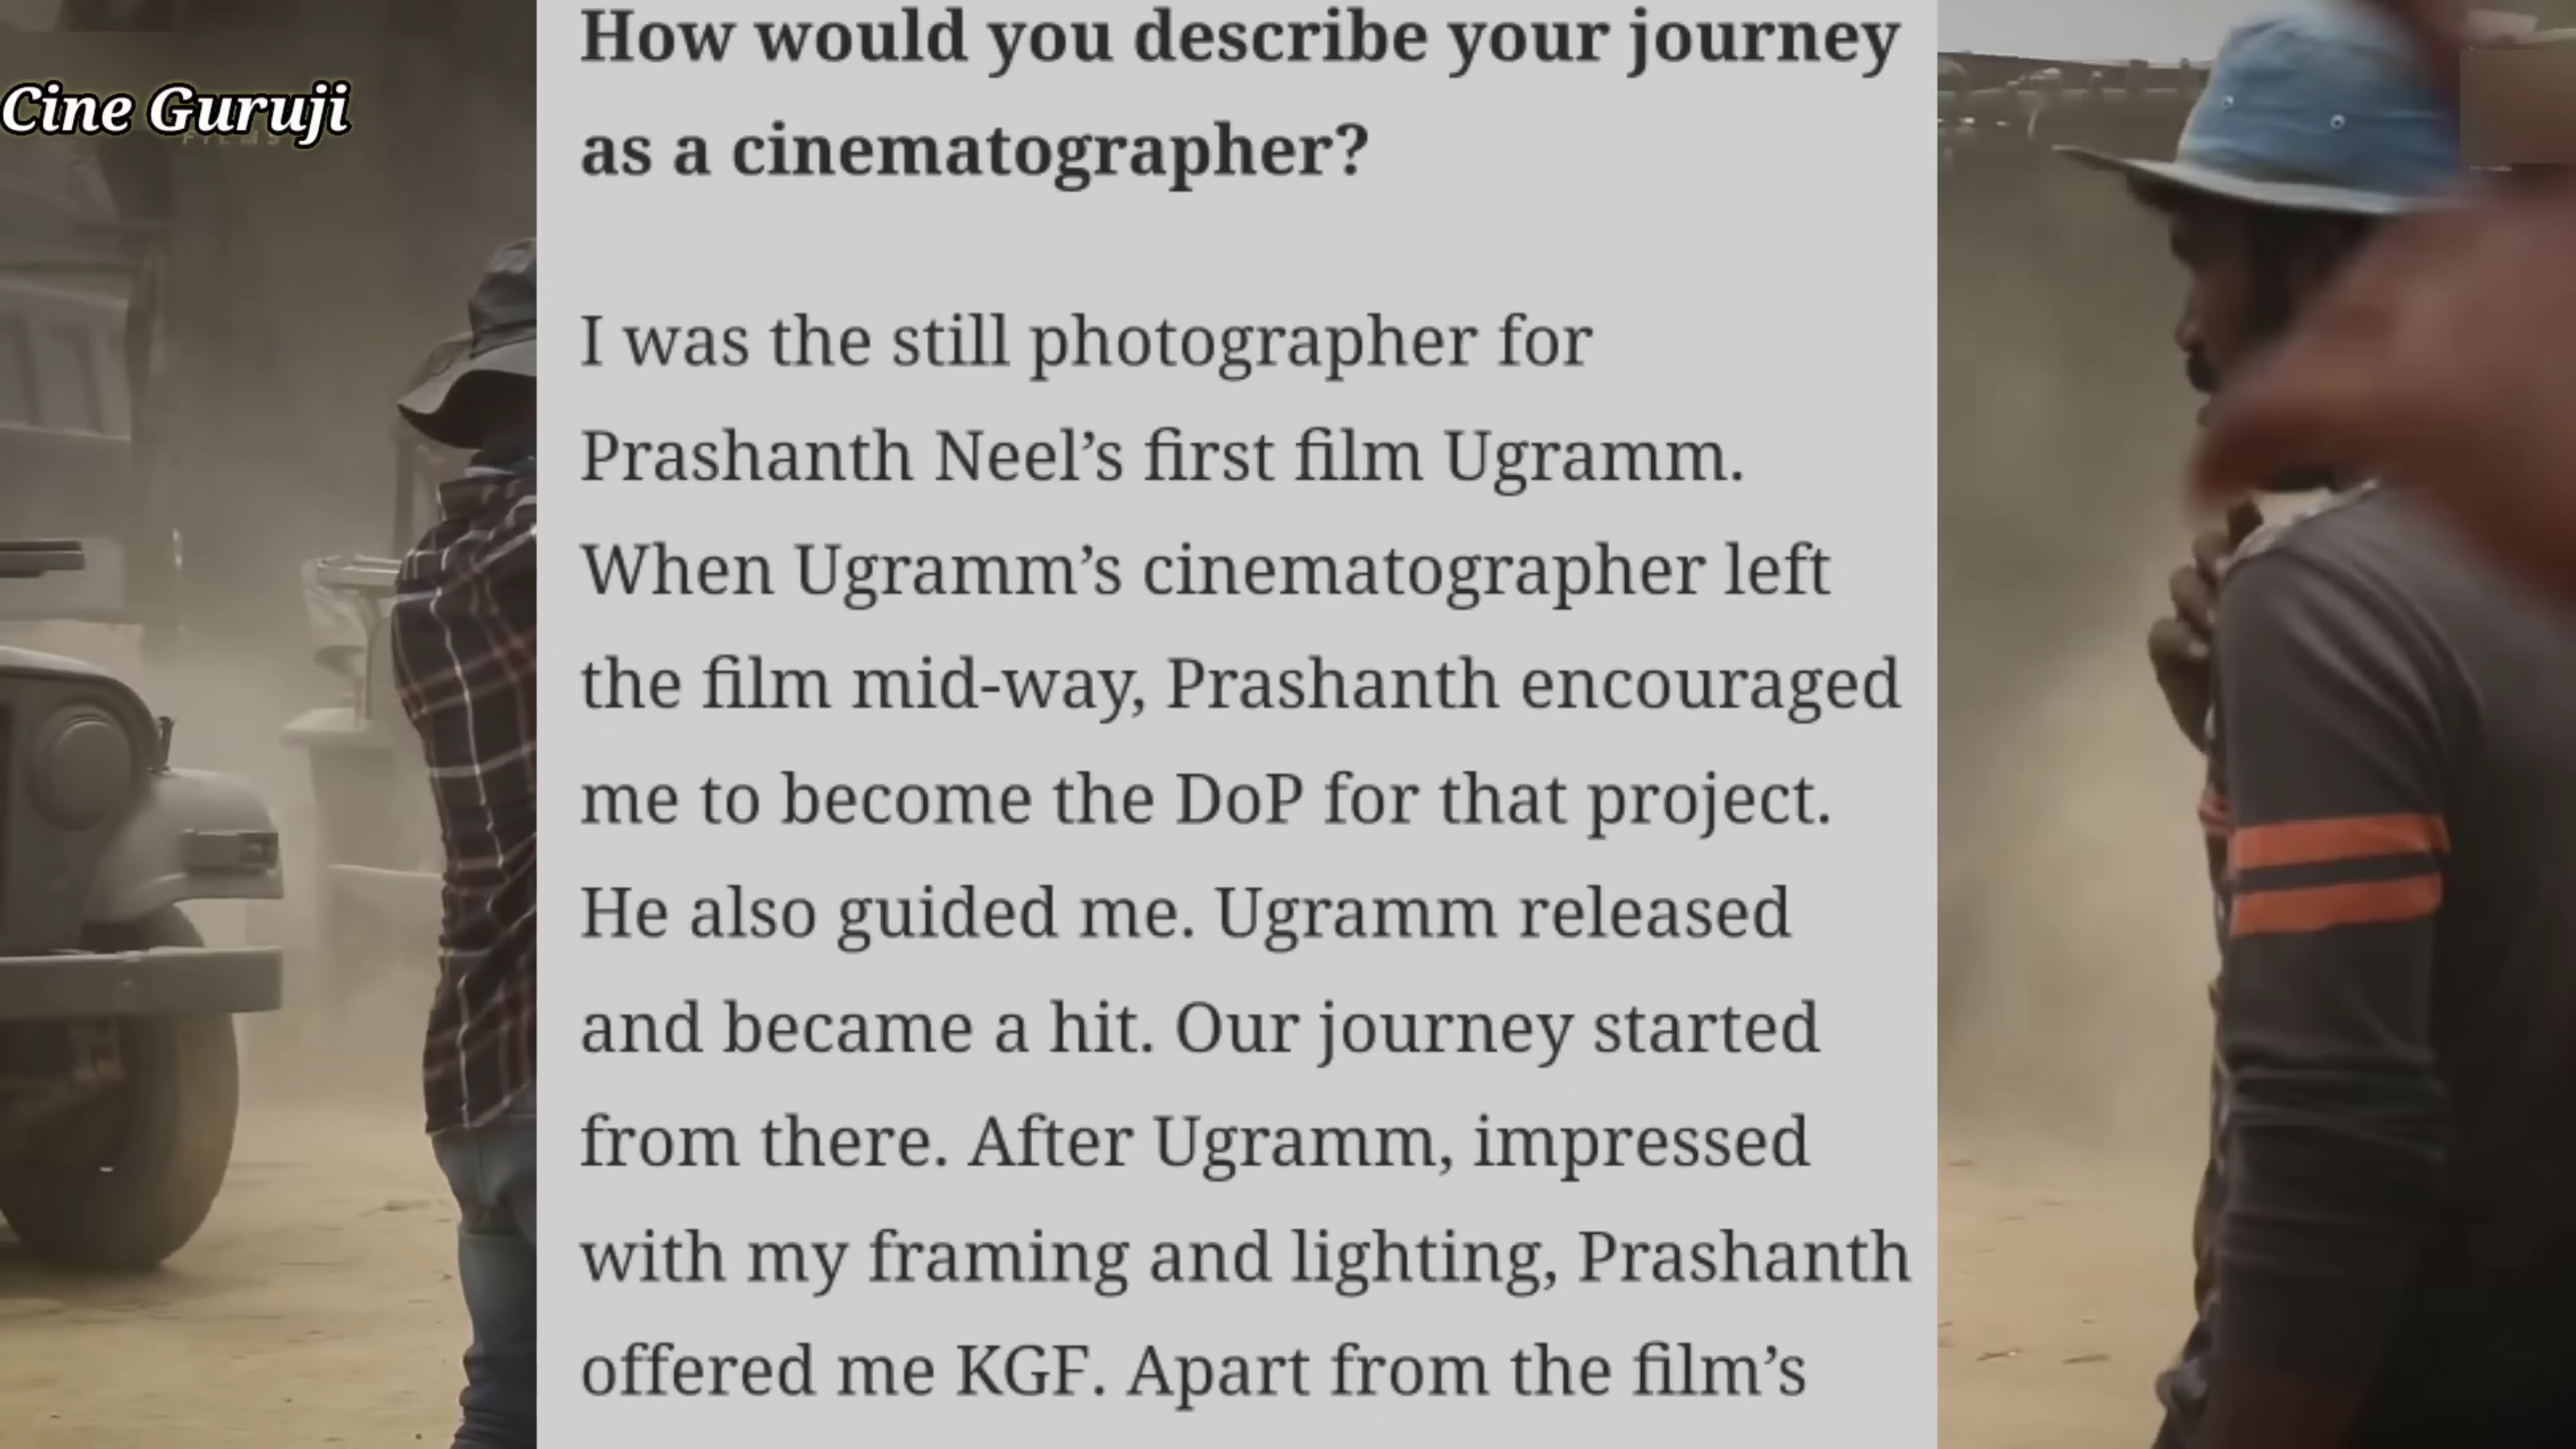 Cine Guruji
FILMS
How would you describe your journey
as a cinematographer?
I was the still photographer for
Prashanth Neel’s first film Ugramm.
When Ugramm’s cinematographer left
the film mid-way, Prashanth encouraged
me to become the DoP for that project.
He also guided me. Ugramm released
and became a hit. Our journey started
from there. After Ugramm, impressed
with my framing and lighting, Prashanth
offered me KGF. Apart from the film’s